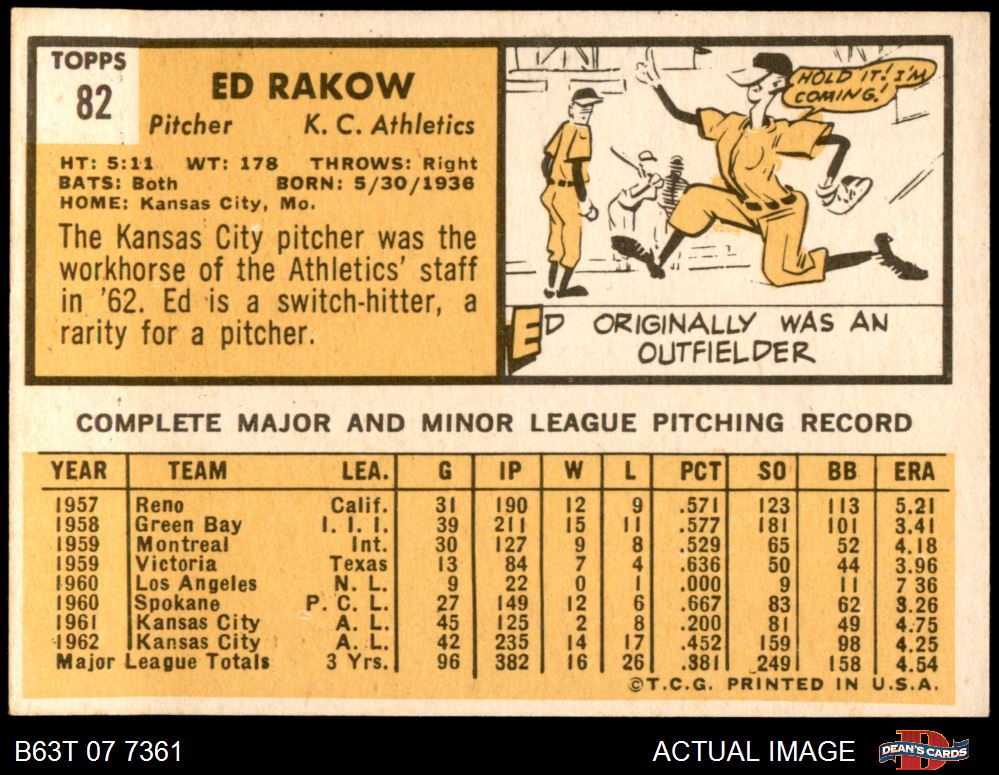 TOPPS
82
ED RAKOW
Pitcher K. C. Athletics
HT: 5:11 WT: 178 THROWS: Right
BATS: Both BORN: 5/30/1936
HOME: Kansas City, Mo.
The Kansas City pitcher was the
workhorse of the Athletics' staff
in '62. Ed is a switch-hitter, a
rarity for a pitcher.
HOLD IT! I'M
COMING!
ED ORIGINALLY WAS AN
OUTFIELDER
COMPLETE MAJOR AND MINOR LEAGUE PITCHING RECORD
YEAR TEAM LEA. G IP W L PCT SO BB ERA
1957 Reno Calif. 31 190 12 9 .571 123 113 5.21
1958 Green Bay I. I. I. 39 211 15 11 .577 181 101 3.41
1959 Montreal Int. 30 127 9 8 .529 65 52 4.18
1959 Victoria Texas 13 84 7 4 .636 50 44 3.96
1960 Los Angeles N. L. 9 22 0 1 .000 9 11 7 36
1960 Spokane P. C. L. 27 149 12 6 .667 83 62 3.26
1961 Kansas City A. L. 45 125 2 8 .200 81 49 4.75
1962 Kansas City A. L. 42 235 14 17 .452 159 98 4.25
Major League Totals 3 Yrs. 96 382 16 26 .381 249 158 4.54
©T.C.G. PRINTED IN U.S.A.
B63T 07 7361 ACTUAL IMAGE DEAN'S CARDS